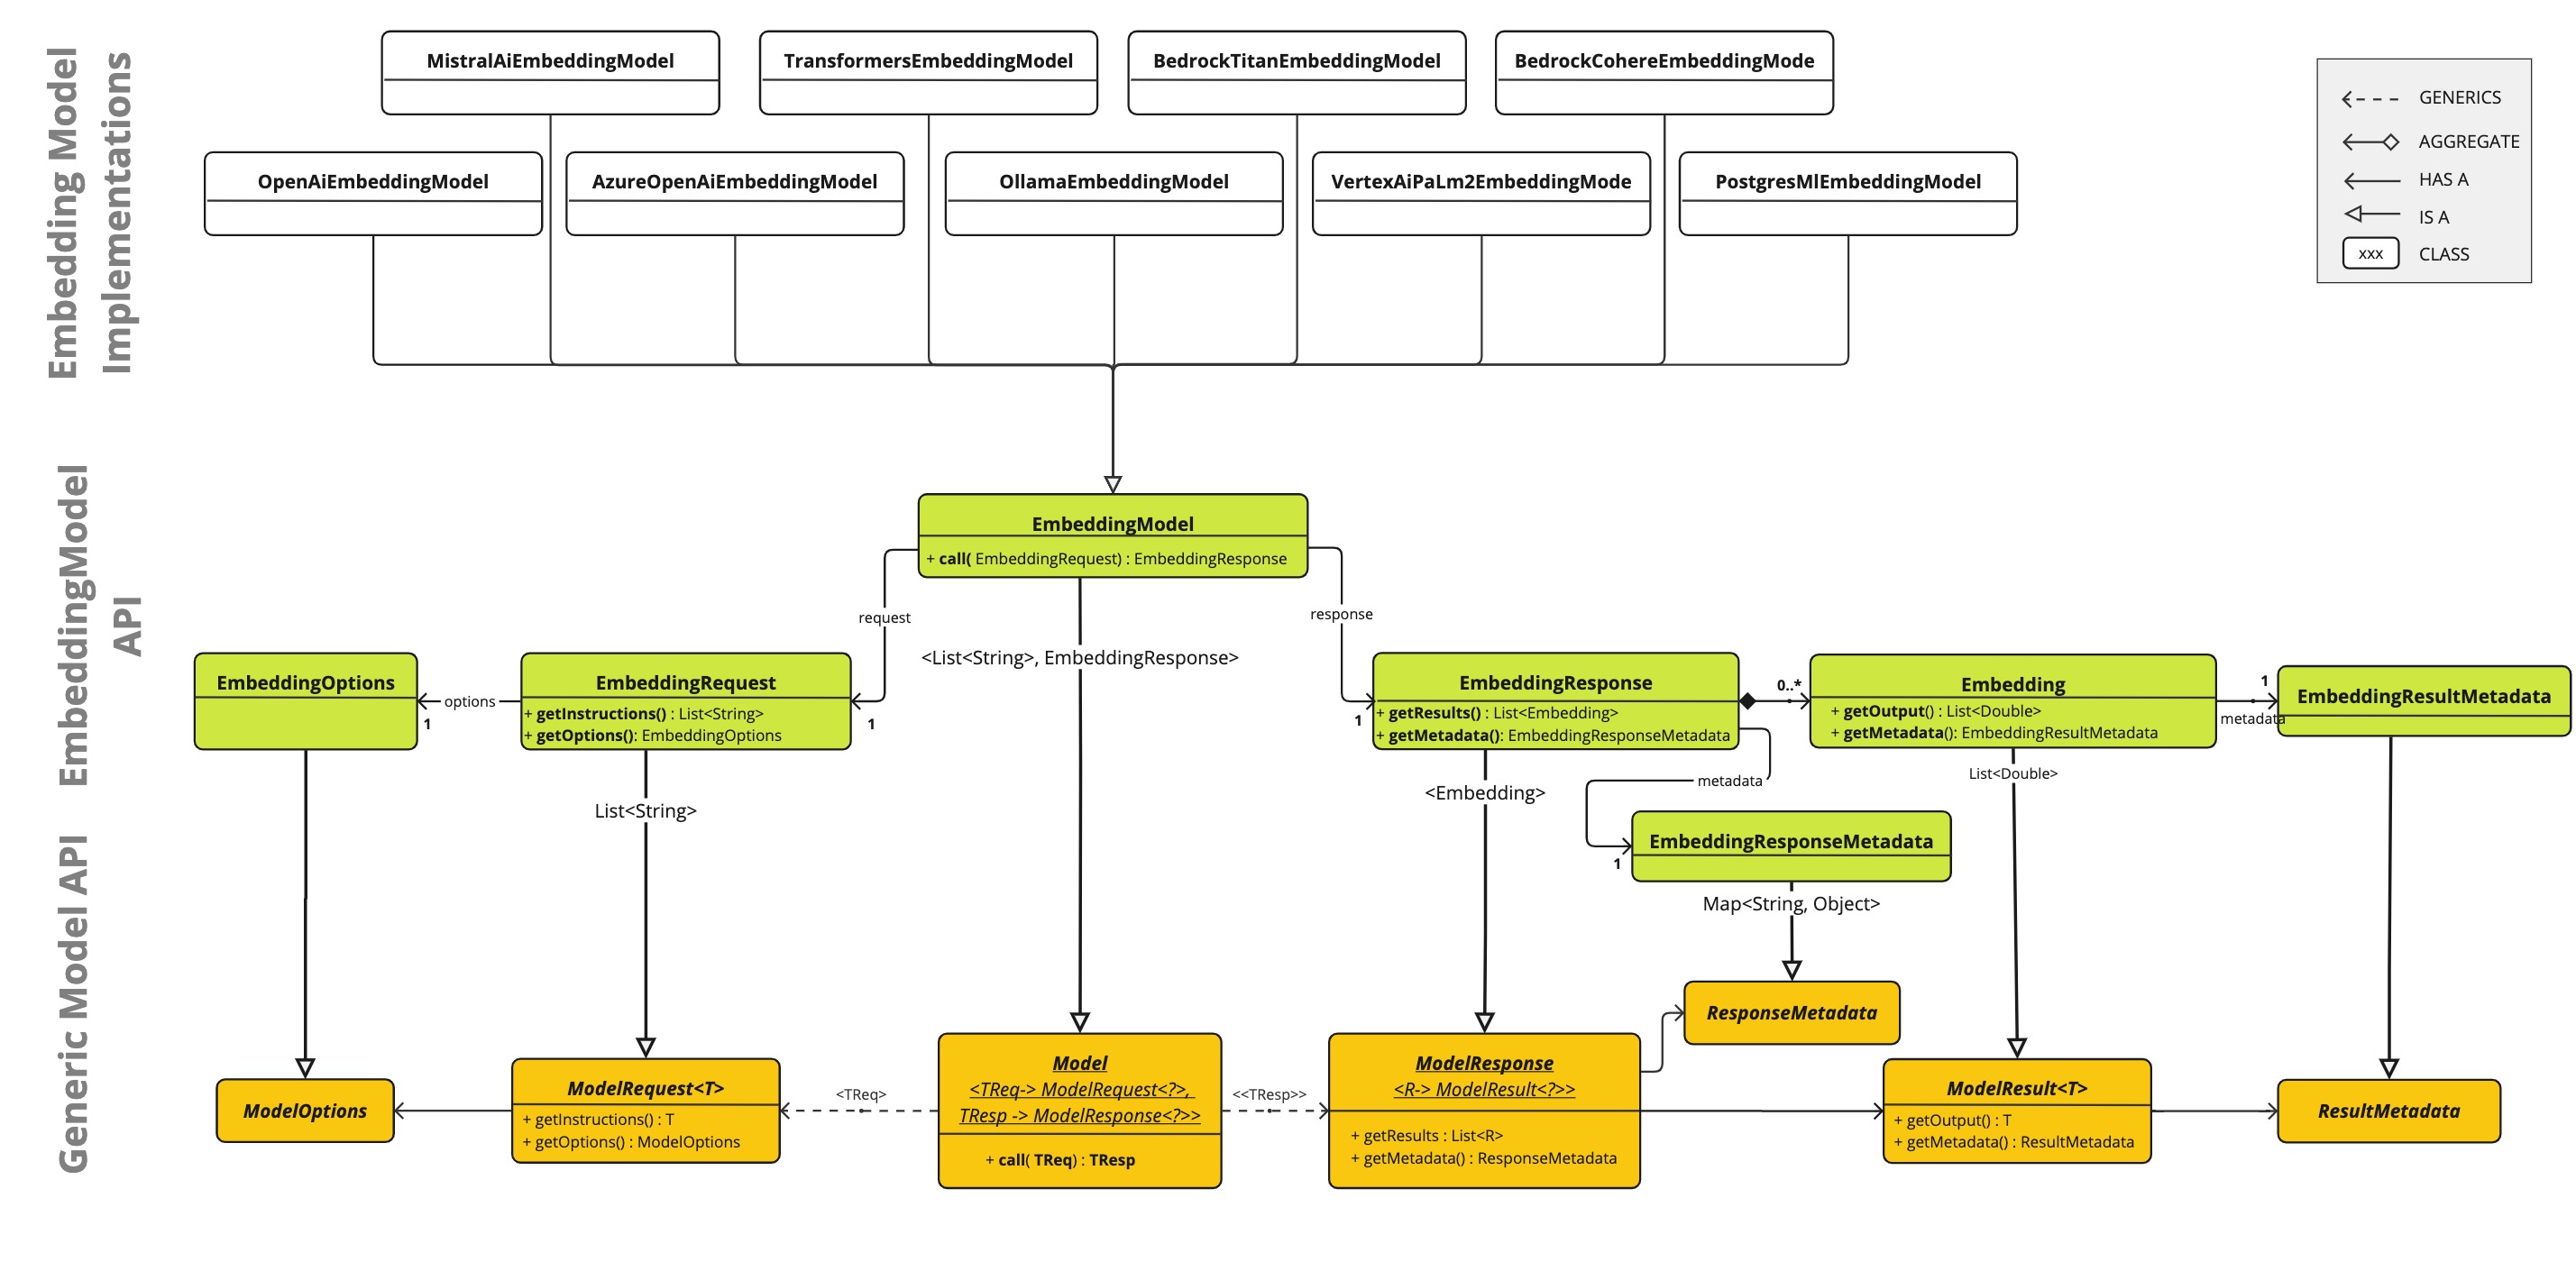 Embedding Model
Implementations
MistralAiEmbeddingModel
TransformersEmbeddingModel
BedrockTitanEmbeddingModel
BedrockCohereEmbeddingMode
OpenAiEmbeddingModel
AzureOpenAiEmbeddingModel
OllamaEmbeddingModel
VertexAiPaLm2EmbeddingMode
PostgresMlEmbeddingModel
GENERICS
AGGREGATE
HAS A
IS A
xxx CLASS
EmbeddingModel
API
EmbeddingModel
+ call( EmbeddingRequest) : EmbeddingResponse
request
response
<List<String>, EmbeddingResponse>
EmbeddingOptions
1
options
EmbeddingRequest
+ getInstructions() : List<String>
+ getOptions(): EmbeddingOptions
1
1
EmbeddingResponse
+ getResults() : List<Embedding>
+ getMetadata(): EmbeddingResponseMetadata
0..*
Embedding
+ getOutput() : List<Double>
+ getMetadata(): EmbeddingResultMetadata
1
metadata
EmbeddingResultMetadata
List<String>
<Embedding>
metadata
List<Double>
1
EmbeddingResponseMetadata
Map<String, Object>
Generic Model API
ResponseMetadata
ModelOptions
ModelRequest<T>
+ getInstructions() : T
+ getOptions() : ModelOptions
<TReq>
Model
<TReq-> ModelRequest<?>,
TResp -> ModelResponse<?>>
+ call( TReq) : TResp
<<TResp>>
ModelResponse
<R-> ModelResult<?>>
+ getResults : List<R>
+ getMetadata() : ResponseMetadata
ModelResult<T>
+ getOutput() : T
+ getMetadata() : ResultMetadata
ResultMetadata